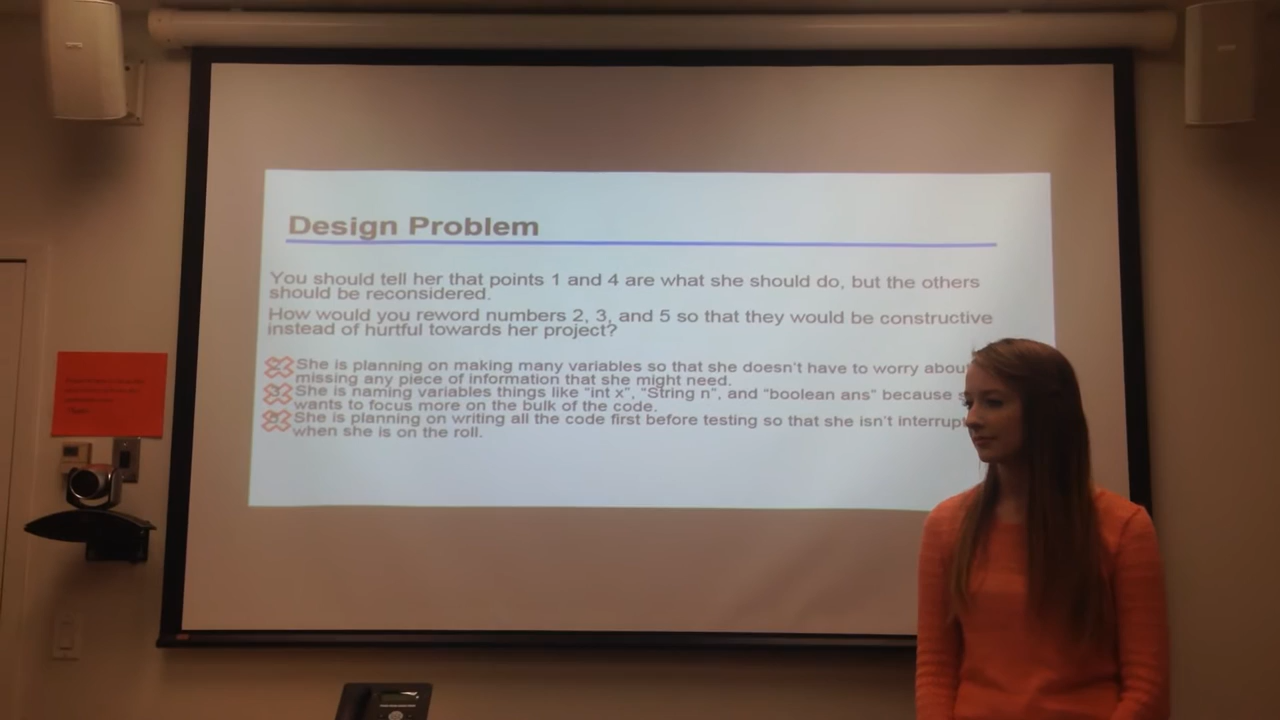 Design Problem
You should tell her that points 1 and 4 are what she should do, but the others
should be reconsidered.
How would you reword numbers 2, 3, and 5 so that they would be constructive
instead of hurtful towards her project?
She is planning on making many variables so that she doesn't have to worry about
missing any piece of information that she might need.
She is naming variables things like "int x", "String n", and "boolean ans" because
wants to focus more on the bulk of the code.
She is planning on writing all the code first before testing so that she isn't interrup
when she is on the roll.